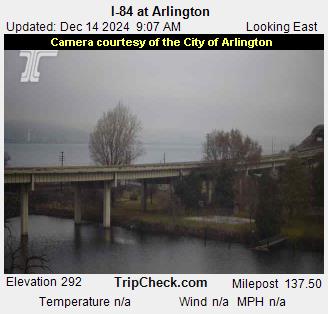 I-84 at Arlington
Updated: Dec 14 2024 9:07 AM Looking East
Camera courtesy of the City of Arlington
Elevation 292 TripCheck.com Milepost 137.50
Temperature n/a Wind n/a MPH n/a